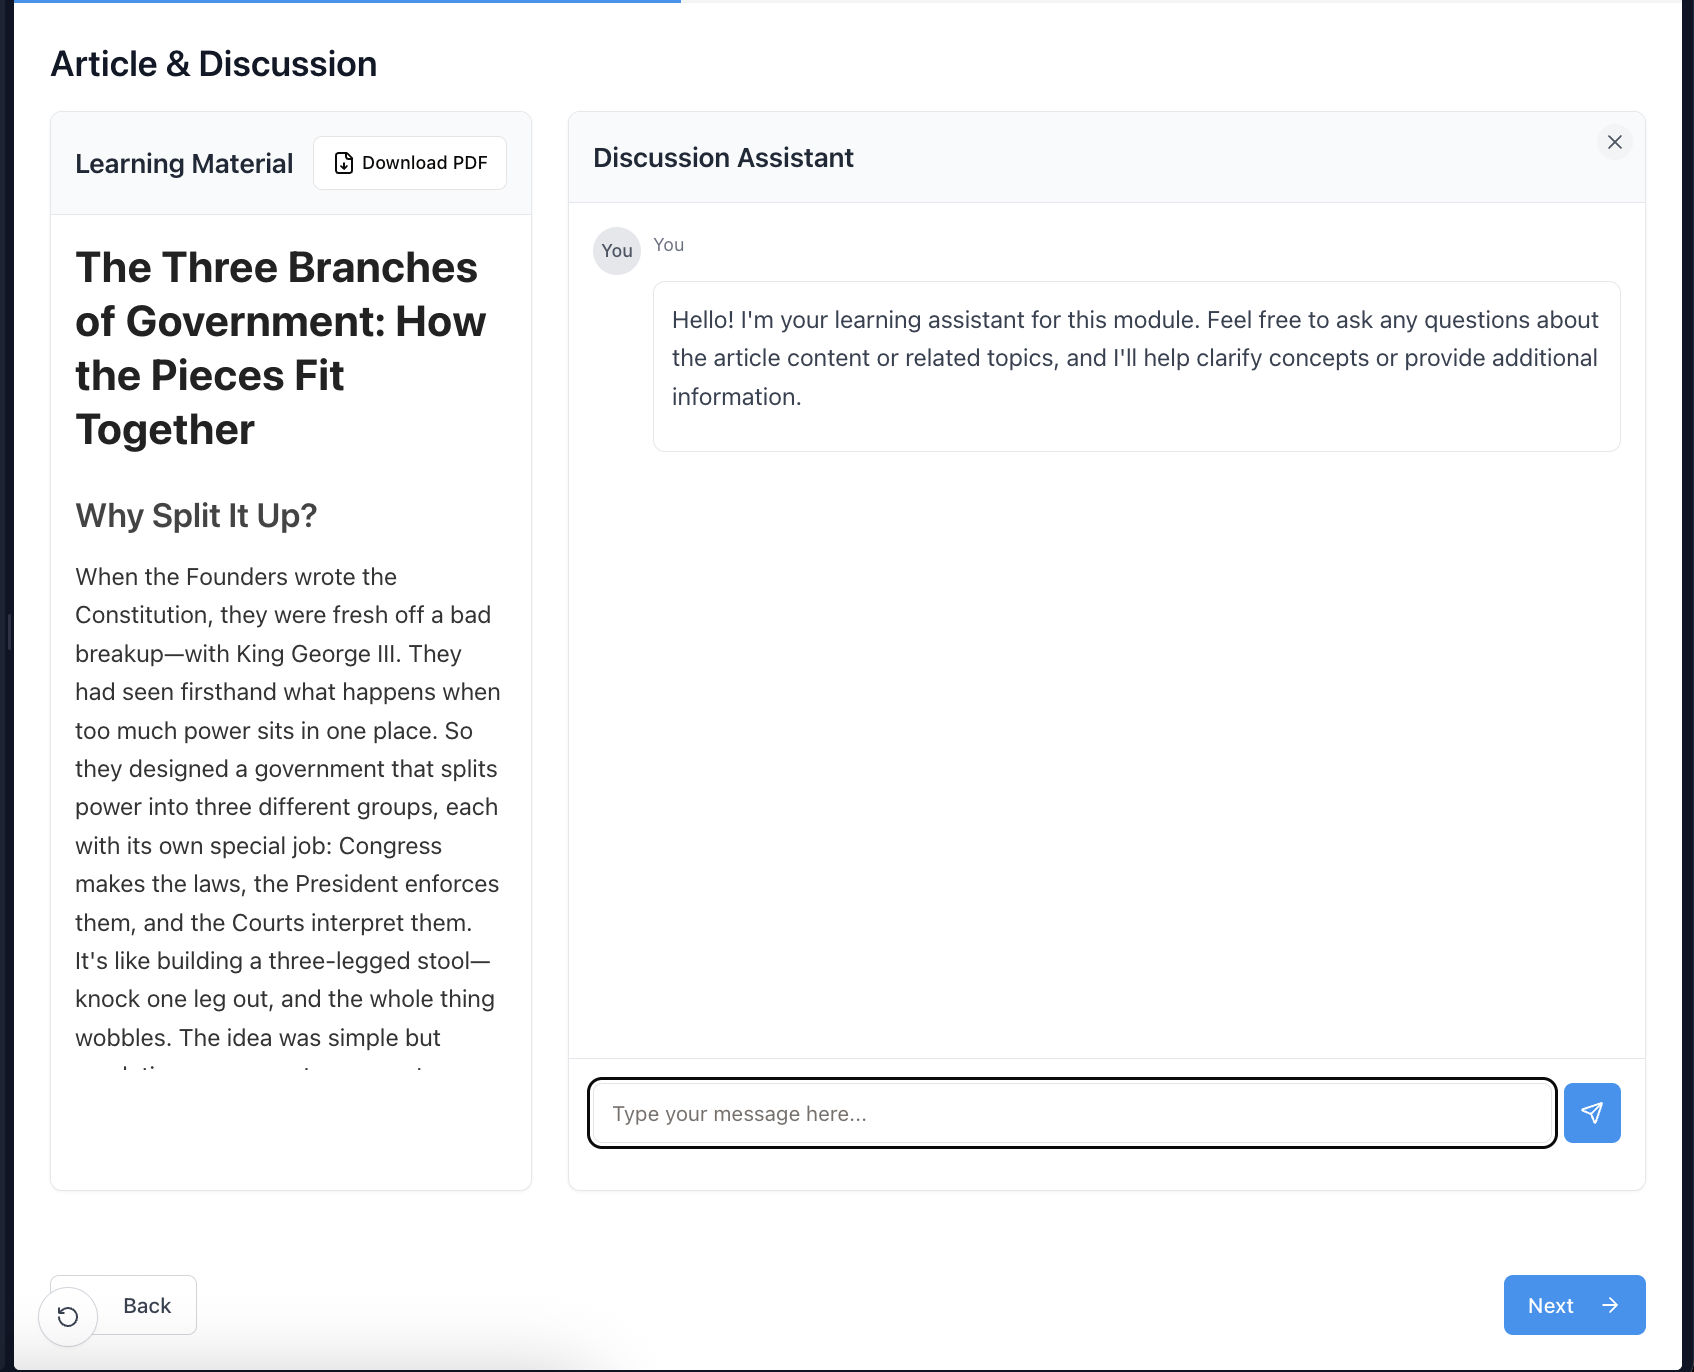 Article & Discussion
Learning Material
Download PDF
The Three Branches
of Government: How
the Pieces Fit
Together
Why Split It Up?
When the Founders wrote the
Constitution, they were fresh off a bad
breakup—with King George III. They
had seen firsthand what happens when
too much power sits in one place. So
they designed a government that splits
power into three different groups, each
with its own special job: Congress
makes the laws, the President enforces
them, and the Courts interpret them.
It's like building a three-legged stool—
knock one leg out, and the whole thing
wobbles. The idea was simple but
Discussion Assistant
You
You
Hello! I'm your learning assistant for this module. Feel free to ask any questions about
the article content or related topics, and I'll help clarify concepts or provide additional
information.
Type your message here...
Back
Next